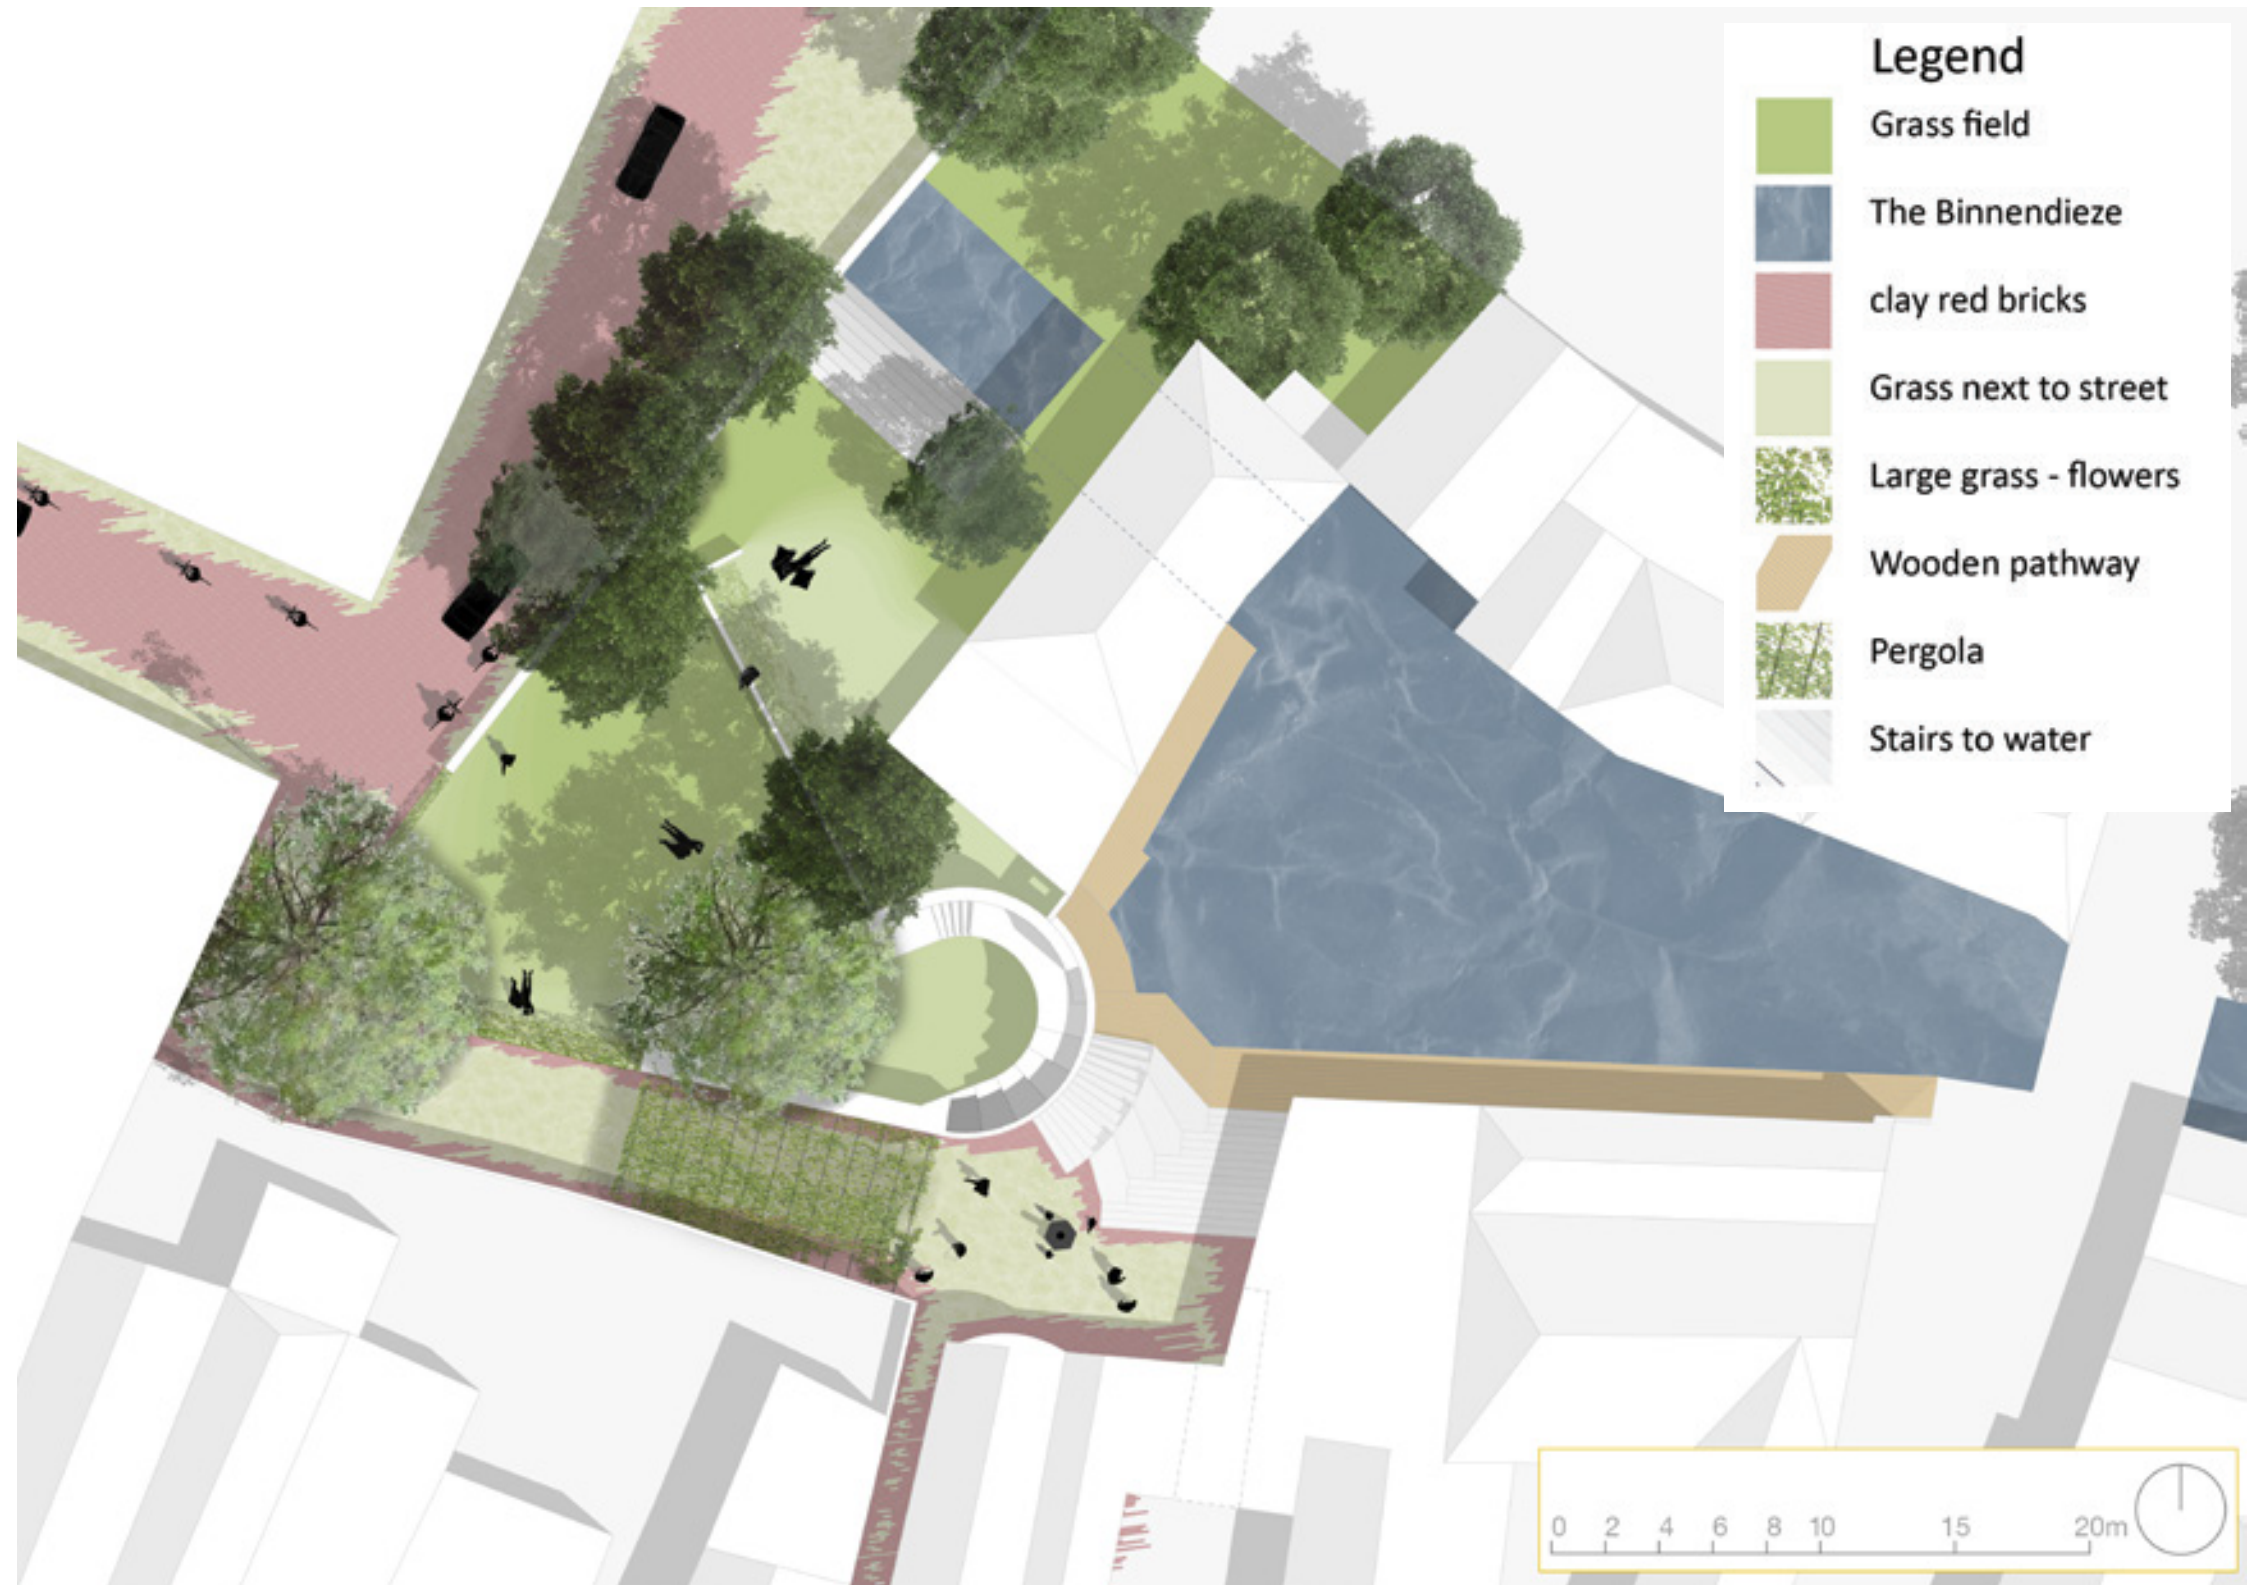 Legend
Grass field
The Binnendieze
clay red bricks
Grass next to street
Large grass - flowers
Wooden pathway
Pergola
Stairs to water
0 2 4 6 8 10 15 20m